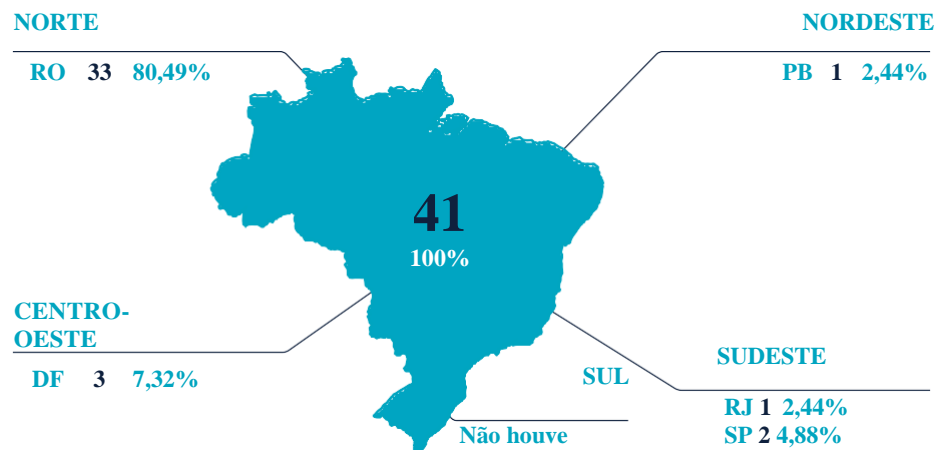 NORTE
RO 33 80,49%
NORDESTE
PB 1 2,44%
41
100%
CENTRO-
OESTE
DF 3 7,32%
SUL
Não houve
SUDESTE
RJ 1 2,44%
SP 2 4,88%